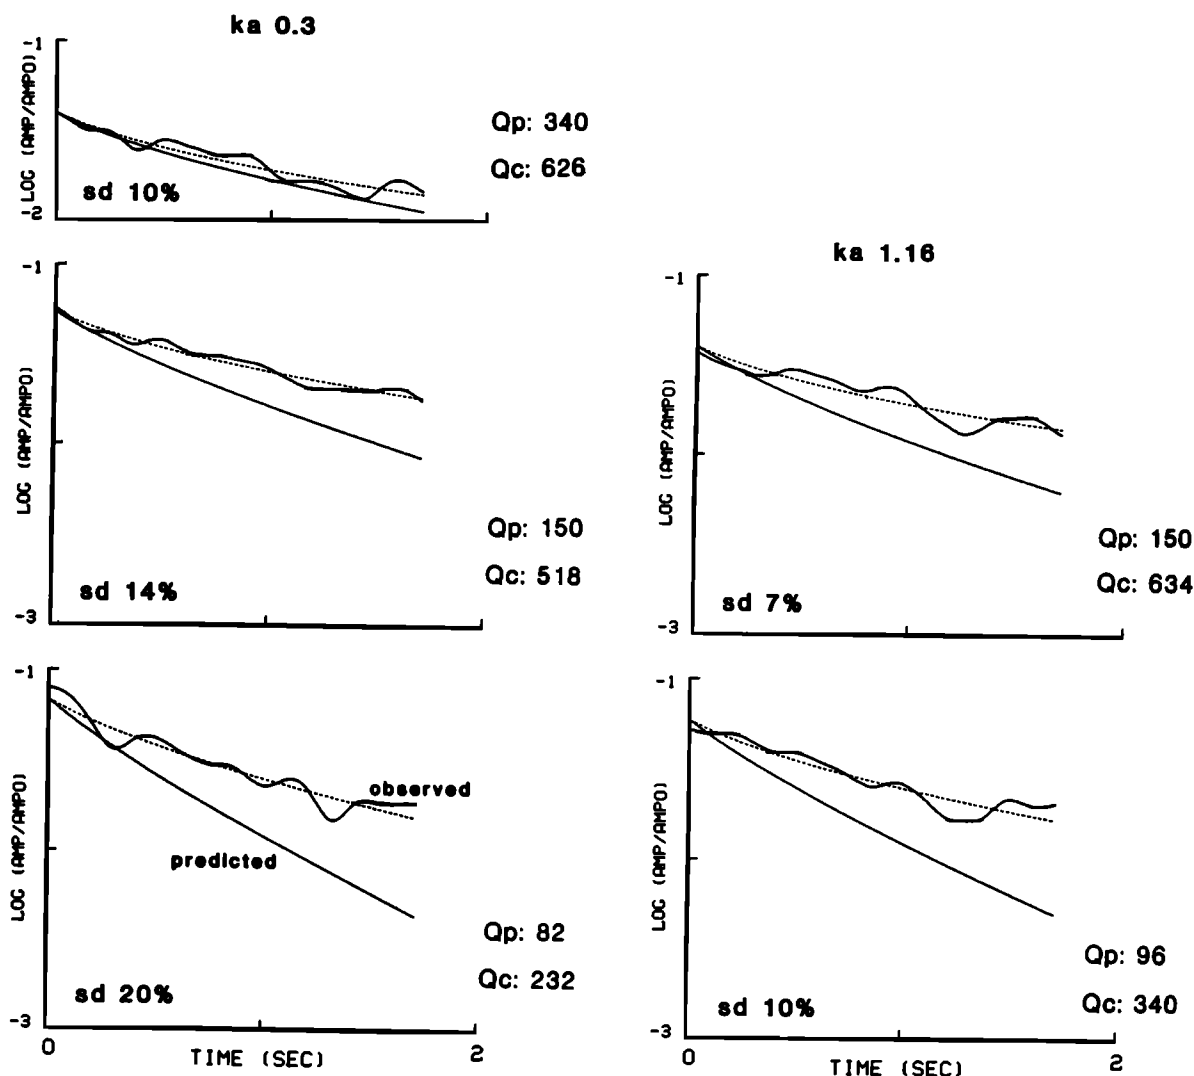 ka 0.3
-1
LOG (AMP/AMPO)
-2
sd 10%
Qp: 340
Qc: 626
-1
LOG (AMP/AMPO)
-3
sd 14%
Qp: 150
Qc: 518
ka 1.16
-1
LOG (AMP/AMPO)
-3
sd 7%
Qp: 150
Qc: 634
-1
LOG (AMP/AMPO)
-3
observed
predicted
sd 20%
Qp: 82
Qc: 232
0
TIME (SEC)
2
-1
LOG (AMP/AMPO)
-3
sd 10%
Qp: 96
Qc: 340
0
TIME (SEC)
2